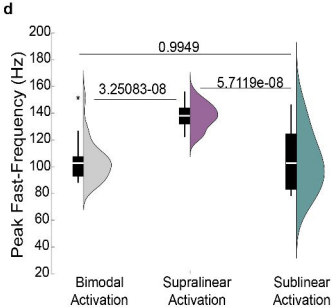 d
200
0.9949
180
160
3.25083-08
5.7119e-08
*
140
120
100
80
60
40
20
Peak Fast-Frequency (Hz)
Bimodal Supralinear Sublinear
Activation Activation Activation